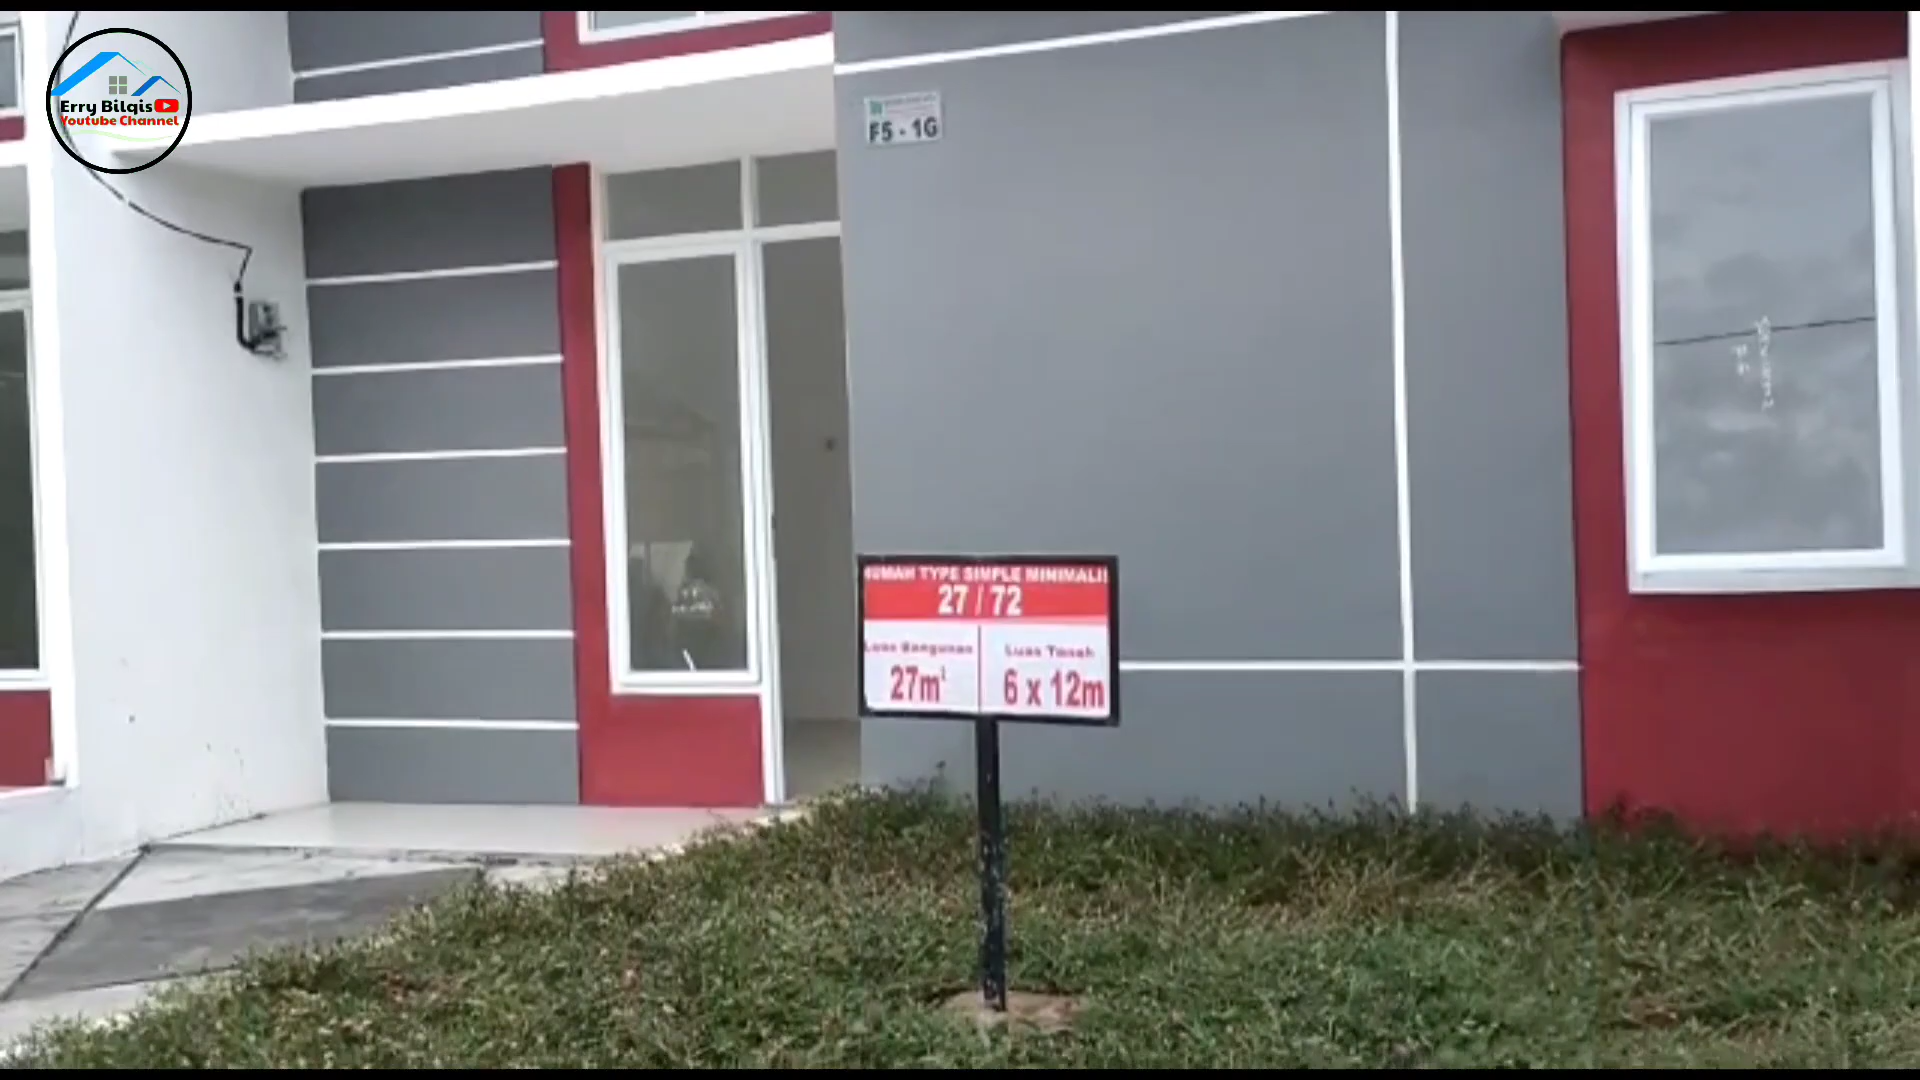 Erry Bilqis
Youtube Channel
F5 - 1G
RUMAH TYPE SIMPLE MINIMALIS
27 / 72
Luas Bangunan
27m²
Luas Tanah
6 x 12m